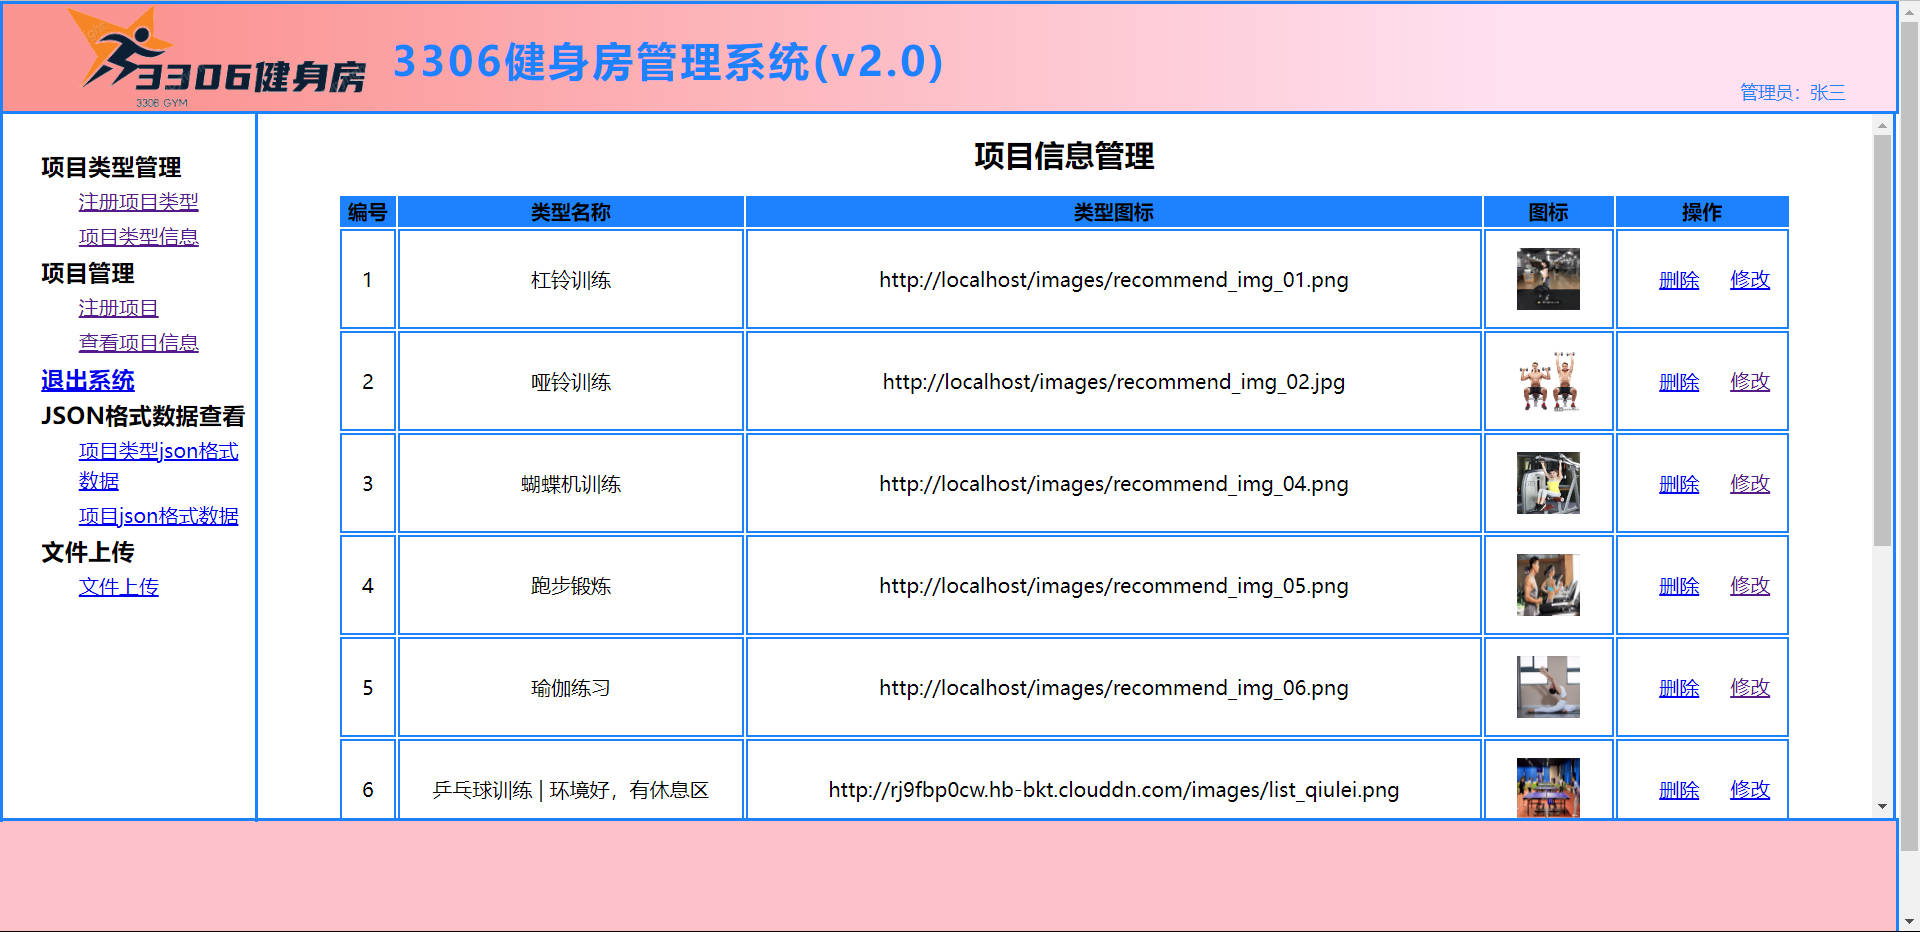 3306健身房
3306 GYM
3306健身房管理系统(v2.0)
管理员：张三
项目类型管理
注册项目类型
项目类型信息
项目管理
注册项目
查看项目信息
退出系统
JSON格式数据查看
项目类型json格式
数据
项目json格式数据
文件上传
文件上传
项目信息管理
编号 类型名称 类型图标 图标 操作
1 杠铃训练 http://localhost/images/recommend_img_01.png 删除 修改
2 哑铃训练 http://localhost/images/recommend_img_02.jpg 删除 修改
3 蝴蝶机训练 http://localhost/images/recommend_img_04.png 删除 修改
4 跑步锻炼 http://localhost/images/recommend_img_05.png 删除 修改
5 瑜伽练习 http://localhost/images/recommend_img_06.png 删除 修改
6 乒乓球训练 | 环境好，有休息区 http://rj9fbp0cw.hb-bkt.clouddn.com/images/list_qiulei.png 删除 修改